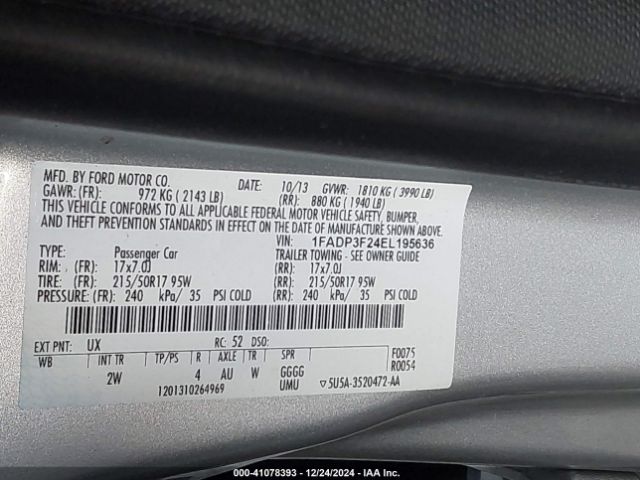 MFD. BY FORD MOTOR CO.
DATE: 10/13 GVWR: 1810 KG ( 3990 LB)
GAWR: (FR): 972 KG ( 2143 LB) (RR): 880 KG ( 1940 LB)
THIS VEHICLE CONFORMS TO ALL APPLICABLE FEDERAL MOTOR VEHICLE SAFETY, BUMPER,
AND THEFT PREVENTION STANDARDS IN EFFECT ON THE DATE OF MANUFACTURE SHOWN ABOVE.
VIN: 1FADP3F24EL195636
TYPE: Passenger Car TRAILER TOWING - SEE OWNER GUIDE
RIM: (FR): 17x7.0J (RR): 17x7.0J
TIRE: (FR): 215/50R17 95W (RR): 215/50R17 95W
PRESSURE: (FR): 240 kPa/ 35 PSI COLD (RR): 240 kPa/ 35 PSI COLD
EXT PNT: UX RC: 52 DSO: F0075
WB INT TR TP/PS R AXLE TR SPR R0054
2W 4 AU W GGGG
1201310264969 UMU ▽5U5A-3520472-AA
000-41078393 - 12/24/2024 - IAA Inc.